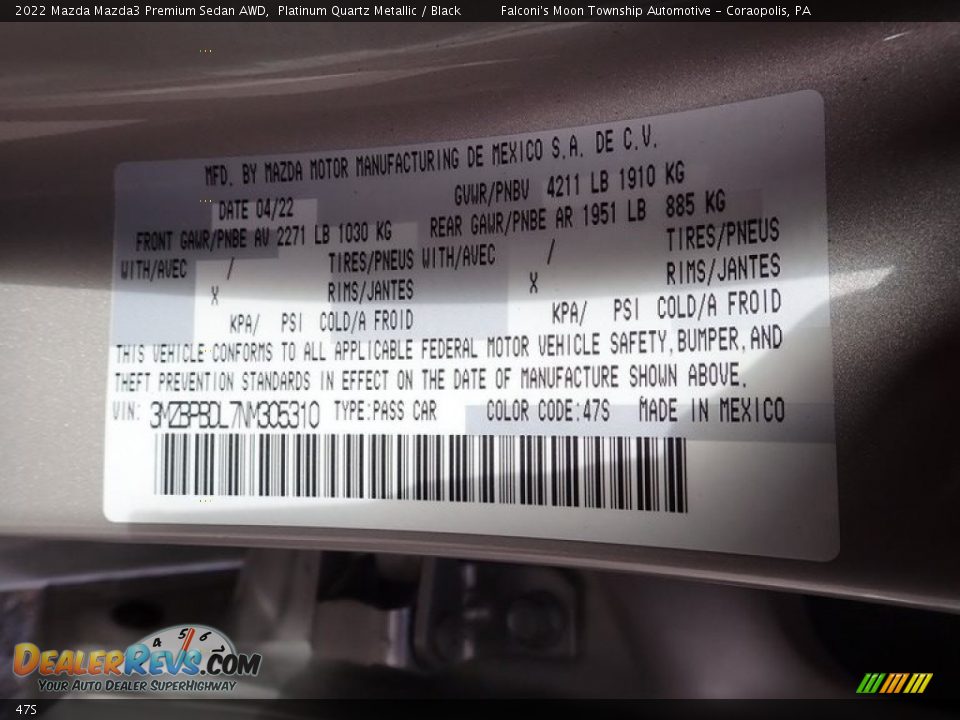 2022 Mazda Mazda3 Premium Sedan AWD, Platinum Quartz Metallic / Black Falconi's Moon Township Automotive - Coraopolis, PA
MFD. BY MAZDA MOTOR MANUFACTURING DE MEXICO S.A. DE C.V.
DATE 04/22 GVWR/PNBV 4211 LB 1910 KG
FRONT GAWR/PNBE AV 2271 LB 1030 KG REAR GAWR/PNBE AR 1951 LB 885 KG
WITH/AVEC / TIRES/PNEUS WITH/AVEC / TIRES/PNEUS
X RIMS/JANTES X RIMS/JANTES
KPA/ PSI COLD/A FROID KPA/ PSI COLD/A FROID
THIS VEHICLE CONFORMS TO ALL APPLICABLE FEDERAL MOTOR VEHICLE SAFETY, BUMPER, AND
THEFT PREVENTION STANDARDS IN EFFECT ON THE DATE OF MANUFACTURE SHOWN ABOVE.
VIN: 3MZBPBDL7NM305310 TYPE:PASS CAR COLOR CODE:47S MADE IN MEXICO
4 5 6
DEALERREVS.COM
YOUR AUTO DEALER SUPERHIGHWAY
47S